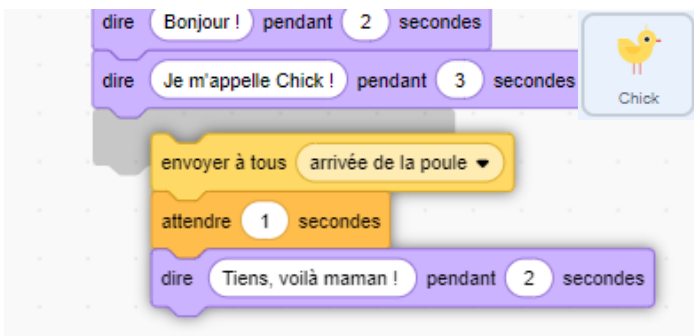 dire Bonjour ! pendant 2 secondes
dire Je m'appelle Chick ! pendant 3 secondes
Chick
envoyer à tous arrivée de la poule
attendre 1 secondes
dire Tiens, voilà maman ! pendant 2 secondes